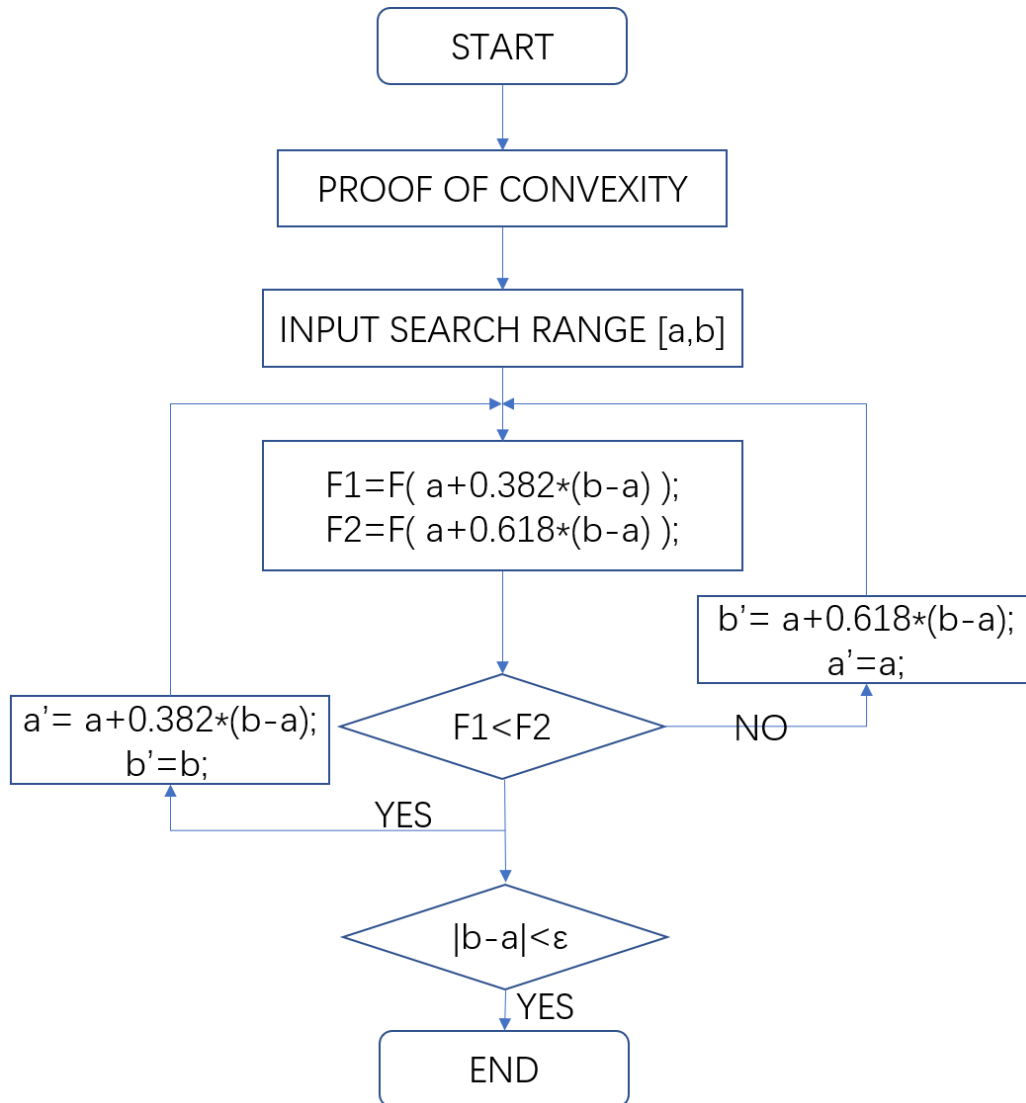 START
PROOF OF CONVEXITY
INPUT SEARCH RANGE [a,b]
F1=F( a+0.382*(b-a) );
F2=F( a+0.618*(b-a) );
b’= a+0.618*(b-a);
a’=a;
a’= a+0.382*(b-a);
b’=b;
F1<F2
NO
YES
|b-a|<ε
YES
END